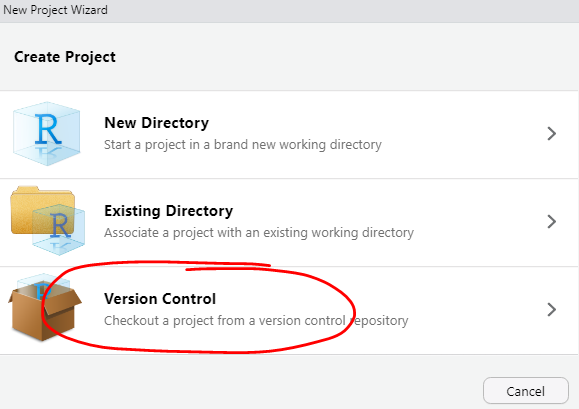 New Project Wizard
Create Project
R
New Directory
Start a project in a brand new working directory
R
Existing Directory
Associate a project with an existing working directory
R
Version Control
Checkout a project from a version control repository
Cancel